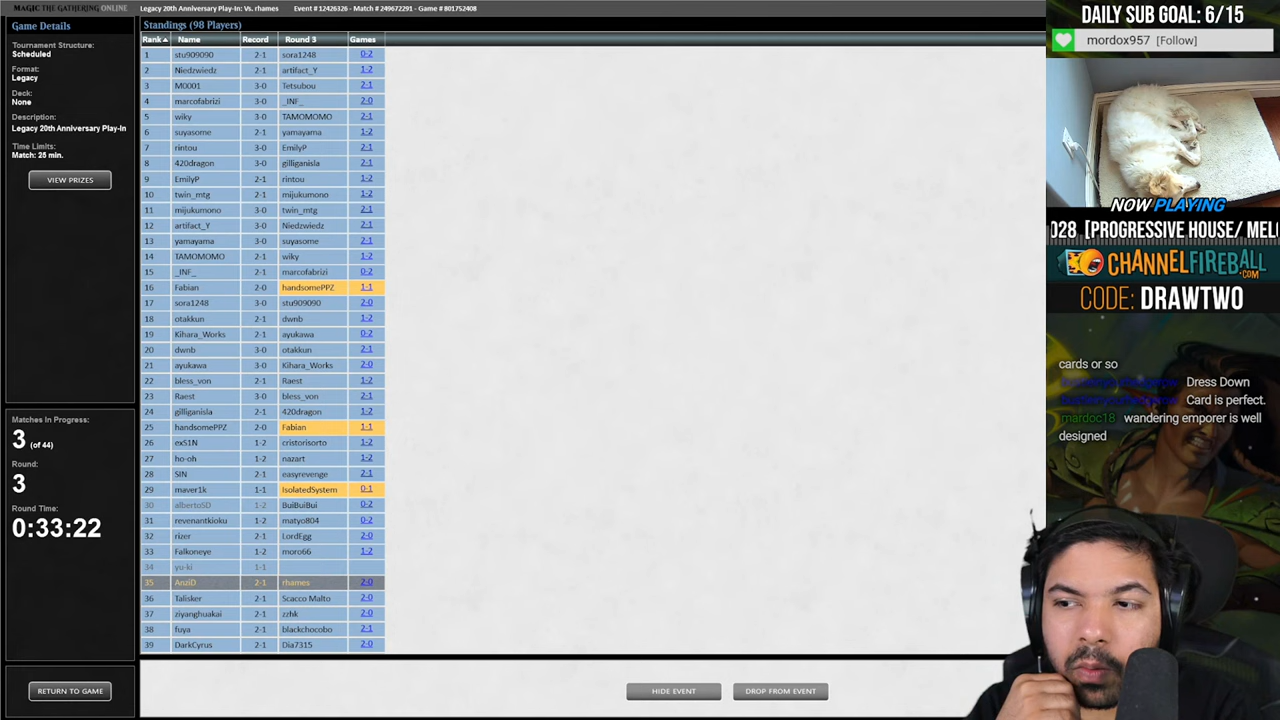 MAGIC THE GATHERING ONLINE
Legacy 20th Anniversary Play-In: Vs. rhames Event # 12426326 - Match # 249672291 - Game # 801752408
Game Details
Tournament Structure:
Scheduled
Format:
Legacy
Deck:
None
Description:
Legacy 20th Anniversary Play-In
Time Limits:
Match: 25 min.
VIEW PRIZES
Matches In Progress:
3 (of 44)
Round:
3
Round Time:
0:33:22
RETURN TO GAME
Standings (98 Players)
Rank Name Record Round 3 Games
1 stu909090 2-1 sora1248 0-2
2 Niedzwiedz 2-1 artifact_Y 1-2
3 M0001 3-0 Tetsubou 2-1
4 marcofabrizi 3-0 _INF_ 2-0
5 wiky 3-0 TAMOMOMO 2-1
6 suyasome 2-1 yamayama 1-2
7 rintou 3-0 EmilyP 2-1
8 420dragon 3-0 gilliganisla 2-1
9 EmilyP 2-1 rintou 1-2
10 twin_mtg 2-1 mijukumono 1-2
11 mijukumono 3-0 twin_mtg 2-1
12 artifact_Y 3-0 Niedzwiedz 2-1
13 yamayama 3-0 suyasome 2-1
14 TAMOMOMO 2-1 wiky 1-2
15 _INF_ 2-1 marcofabrizi 0-2
16 Fabian 2-0 handsomePPZ 1-1
17 sora1248 3-0 stu909090 2-0
18 otakkun 2-1 dwnb 1-2
19 Kihara_Works 2-1 ayukawa 0-2
20 dwnb 3-0 otakkun 2-1
21 ayukawa 3-0 Kihara_Works 2-0
22 bless_von 2-1 Raest 1-2
23 Raest 3-0 bless_von 2-1
24 gilliganisla 2-1 420dragon 1-2
25 handsomePPZ 2-0 Fabian 1-1
26 ex51N 1-2 cristorisorto 1-2
27 ho-oh 1-2 nazart 1-2
28 SIN 2-1 easyrevenge 2-1
29 maver1k 1-1 IsolatedSystem 0-1
30 albertoSD 1-2 BuiBuiBui 0-2
31 revenantkioku 1-2 matyo804 0-2
32 rizer 2-1 LordEgg 2-0
33 Falkoneye 1-2 moro66 1-2
34 yu-ki 1-1
35 AnziD 2-1 rhames 2-0
36 Talisker 2-1 Scacco Malto 2-0
37 ziyanghuakai 2-1 zzhk 2-0
38 fuya 2-1 blackchocobo 2-1
39 DarkCyrus 2-1 Dia7315 2-0
HIDE EVENT DROP FROM EVENT
DAILY SUB GOAL: 6/15
mordox957 [Follow]
NOW PLAYING
028 [PROGRESSIVE HOUSE/ MEL
CHANNELFIREBALL
.COM
CODE: DRAWTWO
cards or so
Dress Down
Card is perfect.
mardoc18 wandering emporer is well
designed